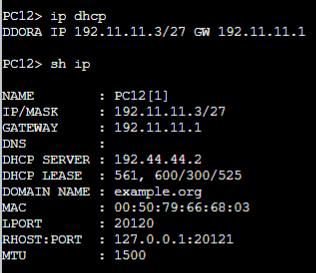 PC12> ip dhcp
DDORA IP 192.11.11.3/27 GW 192.11.11.1
PC12> sh ip
NAME : PC12[1]
IP/MASK : 192.11.11.3/27
GATEWAY : 192.11.11.1
DNS :
DHCP SERVER : 192.44.44.2
DHCP LEASE : 561, 600/300/525
DOMAIN NAME : example.org
MAC : 00:50:79:66:68:03
LPORT : 20120
RHOST:PORT : 127.0.0.1:20121
MTU : 1500